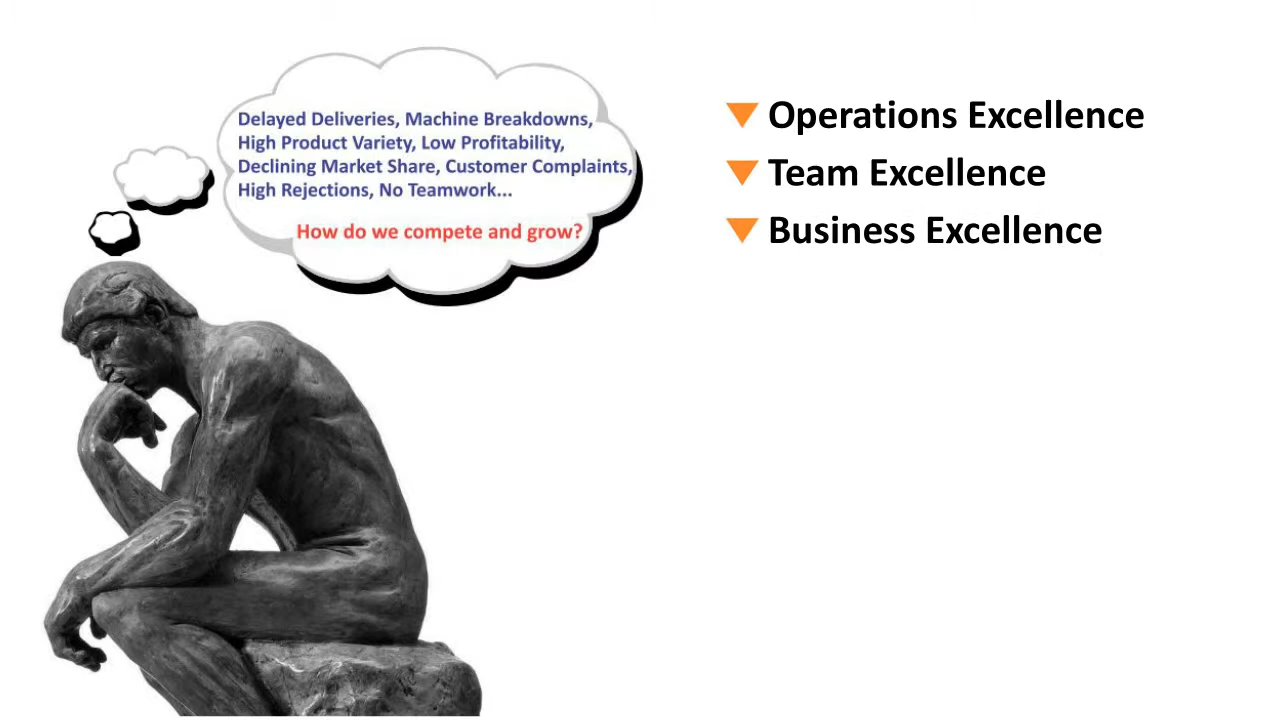 Delayed Deliveries, Machine Breakdowns,
High Product Variety, Low Profitability,
Declining Market Share, Customer Complaints,
High Rejections, No Teamwork...
How do we compete and grow?
Operations Excellence
Team Excellence
Business Excellence